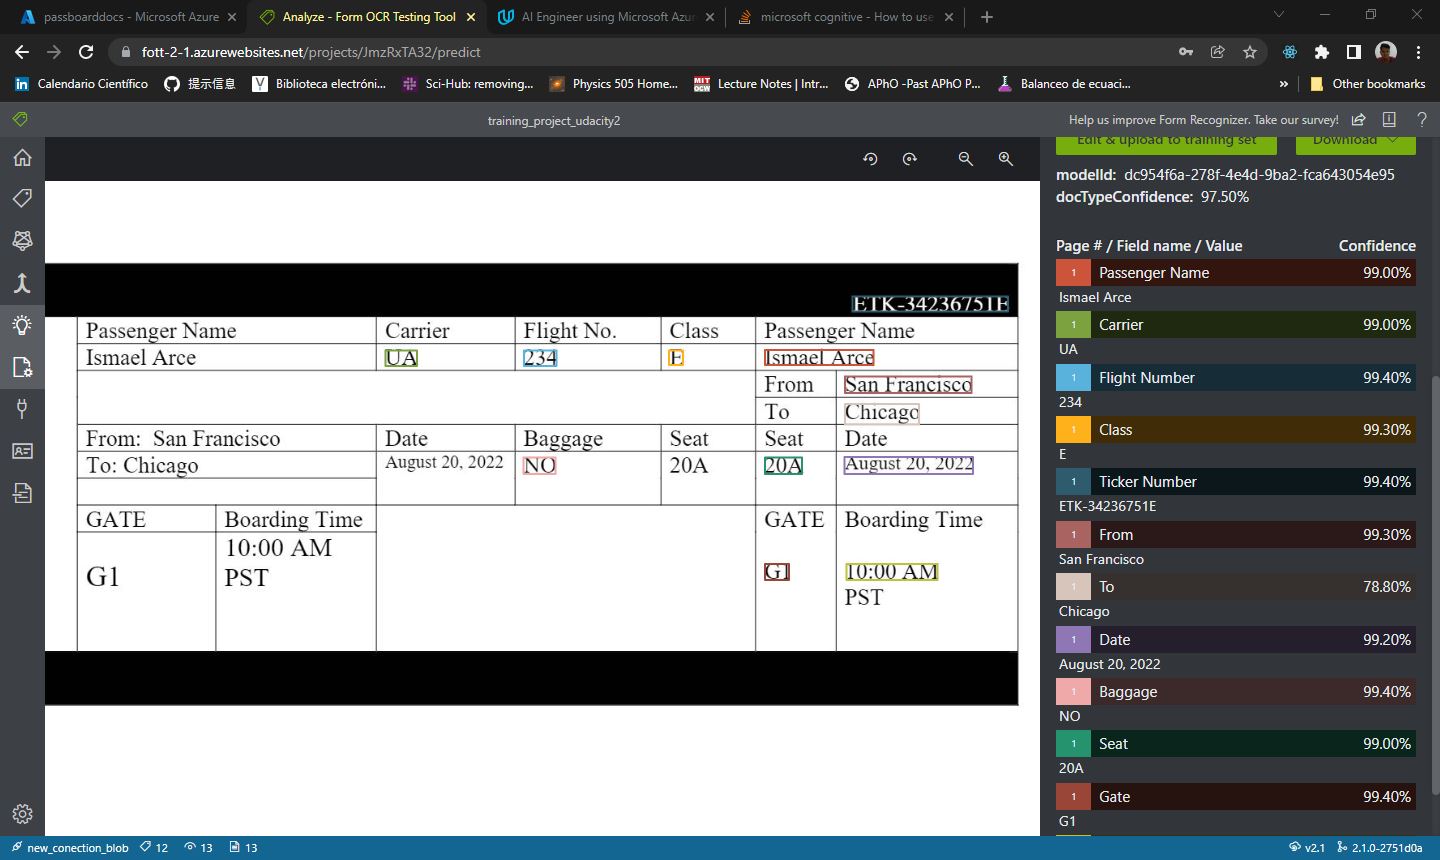 passboarddocs - Microsoft Azure
Analyze - Form OCR Testing Tool
AI Engineer using Microsoft Azur
microsoft cognitive - How to use
fott-2-1.azurewebsites.net/projects/JmzRxTA32/predict
Calendario Científico
提示信息
Biblioteca electróni...
Sci-Hub: removing...
Physics 505 Home...
MIT OCW
Lecture Notes | Intr...
APhO -Past APhO P...
Balanceo de ecuaci...
Other bookmarks
training_project_udacity2
Help us improve Form Recognizer. Take our survey!
ETK-34236751E
Passenger Name Carrier Flight No. Class Passenger Name
Ismael Arce UA 234 E Ismael Arce
From San Francisco
To Chicago
From: San Francisco Date Baggage Seat Seat Date
To: Chicago August 20, 2022 NO 20A 20A August 20, 2022
GATE Boarding Time GATE Boarding Time
10:00 AM
G1 PST G1 10:00 AM
PST
Edit & upload to training set Download
modelId: dc954f6a-278f-4e4d-9ba2-fca643054e95
docTypeConfidence: 97.50%
Page # / Field name / Value Confidence
1 Passenger Name 99.00%
Ismael Arce
1 Carrier 99.00%
UA
1 Flight Number 99.40%
234
1 Class 99.30%
E
1 Ticker Number 99.40%
ETK-34236751E
1 From 99.30%
San Francisco
1 To 78.80%
Chicago
1 Date 99.20%
August 20, 2022
1 Baggage 99.40%
NO
1 Seat 99.00%
20A
1 Gate 99.40%
G1
new_conection_blob 12 13 13
v2.1 2.1.0-2751d0a